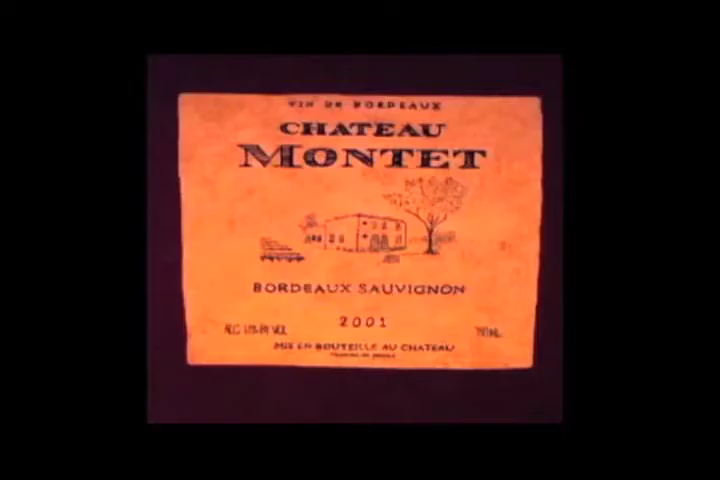 VIN DE BORDEAUX
CHATEAU
MONTET
BORDEAUX SAUVIGNON
2001
MIS EN BOUTEILLE AU CHATEAU